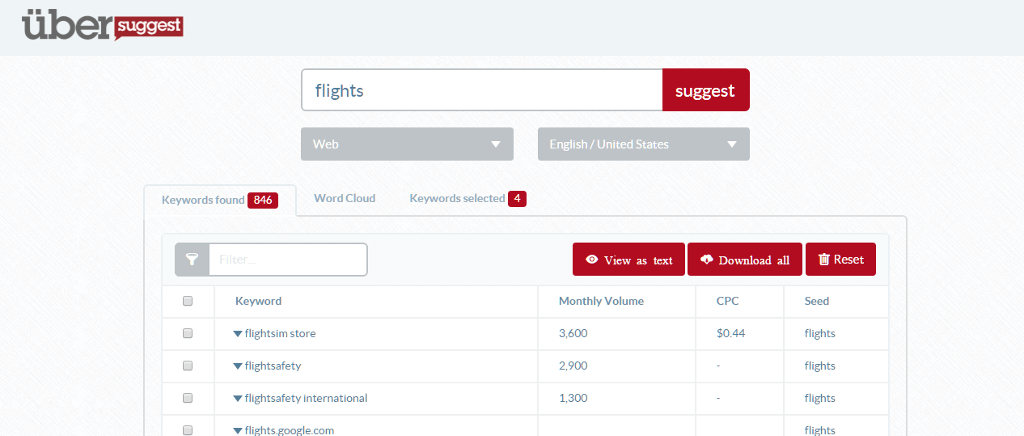 über suggest
flights suggest
Web English / United States
Keywords found 846 Word Cloud Keywords selected 4
Filter... View as text Download all Reset
Keyword Monthly Volume CPC Seed
flightsim store 3,600 $0.44 flights
flightsafety 2,900 - flights
flightsafety international 1,300 - flights
flights.google.com flights